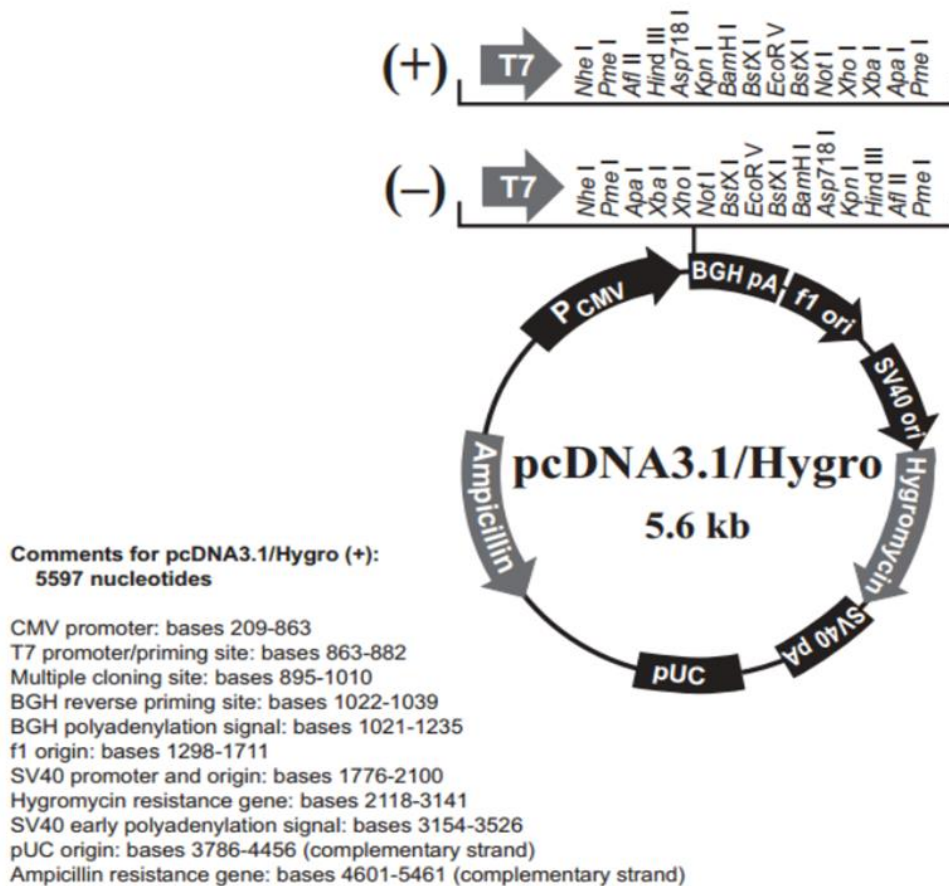 (+) T7 Nhe I Pme I Afl II Hind III Asp718 I Kpn I BamH I BstX I EcoR V BstX I Not I Xho I Xba I Apa I Pme I
(–) T7 Nhe I Pme I Apa I Xba I Xho I Not I BstX I EcoR V BstX I BamH I Asp718 I Kpn I Hind III Afl II Pme I
P CMV
BGH pA
f1 ori
SV40 ori
Hygromycin
SV40 pA
pUC
Ampicillin
pcDNA3.1/Hygro
5.6 kb
Comments for pcDNA3.1/Hygro (+):
5597 nucleotides
CMV promoter: bases 209-863
T7 promoter/priming site: bases 863-882
Multiple cloning site: bases 895-1010
BGH reverse priming site: bases 1022-1039
BGH polyadenylation signal: bases 1021-1235
f1 origin: bases 1298-1711
SV40 promoter and origin: bases 1776-2100
Hygromycin resistance gene: bases 2118-3141
SV40 early polyadenylation signal: bases 3154-3526
pUC origin: bases 3786-4456 (complementary strand)
Ampicillin resistance gene: bases 4601-5461 (complementary strand)